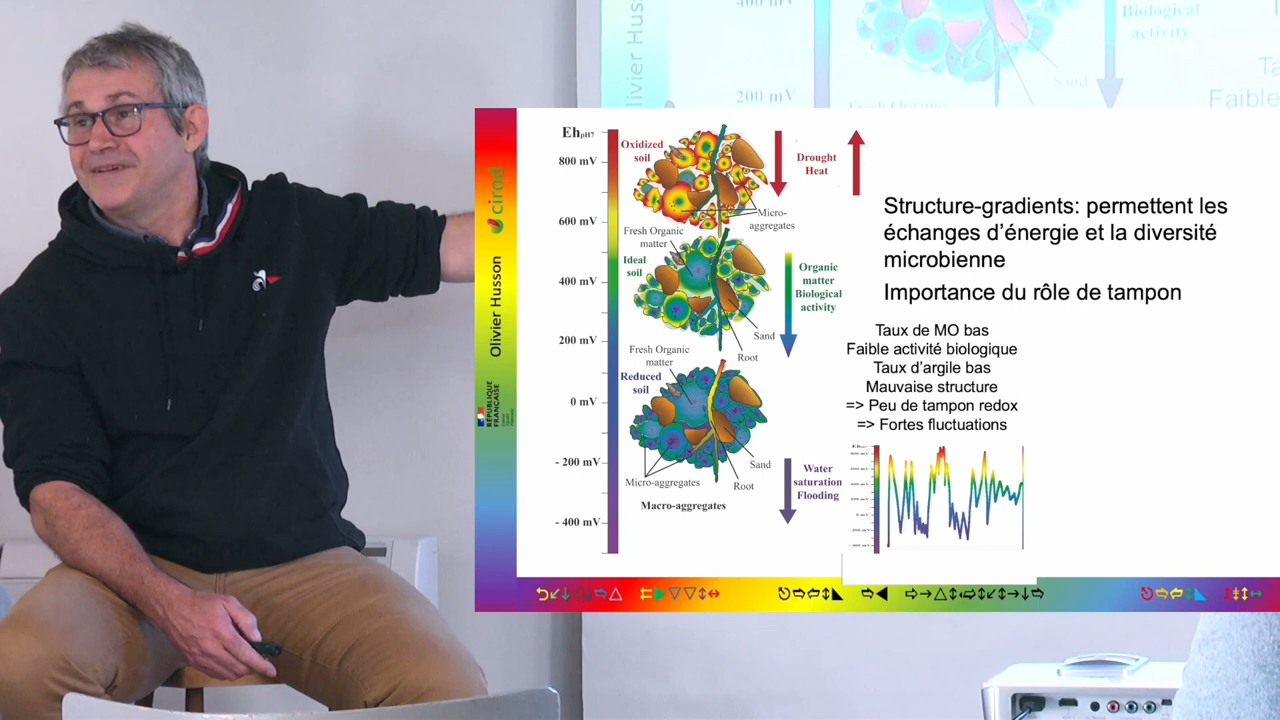 400 mV
Biological
activity
Sand
200 mV
Faible
Olivier Husson
cirad
RÉPUBLIQUE
FRANÇAISE
Eh pH7
800 mV
600 mV
400 mV
200 mV
0 mV
- 200 mV
- 400 mV
Oxidized
soil
Drought
Heat
Micro-
aggregates
Fresh Organic
matter
Ideal
soil
Organic
matter
Biological
activity
Sand
Root
Fresh Organic
matter
Reduced
soil
Sand
Root
Micro-aggregates
Macro-aggregates
Water
saturation
Flooding
Structure-gradients: permettent les
échanges d’énergie et la diversité
microbienne
Importance du rôle de tampon
Taux de MO bas
Faible activité biologique
Taux d’argile bas
Mauvaise structure
=> Peu de tampon redox
=> Fortes fluctuations